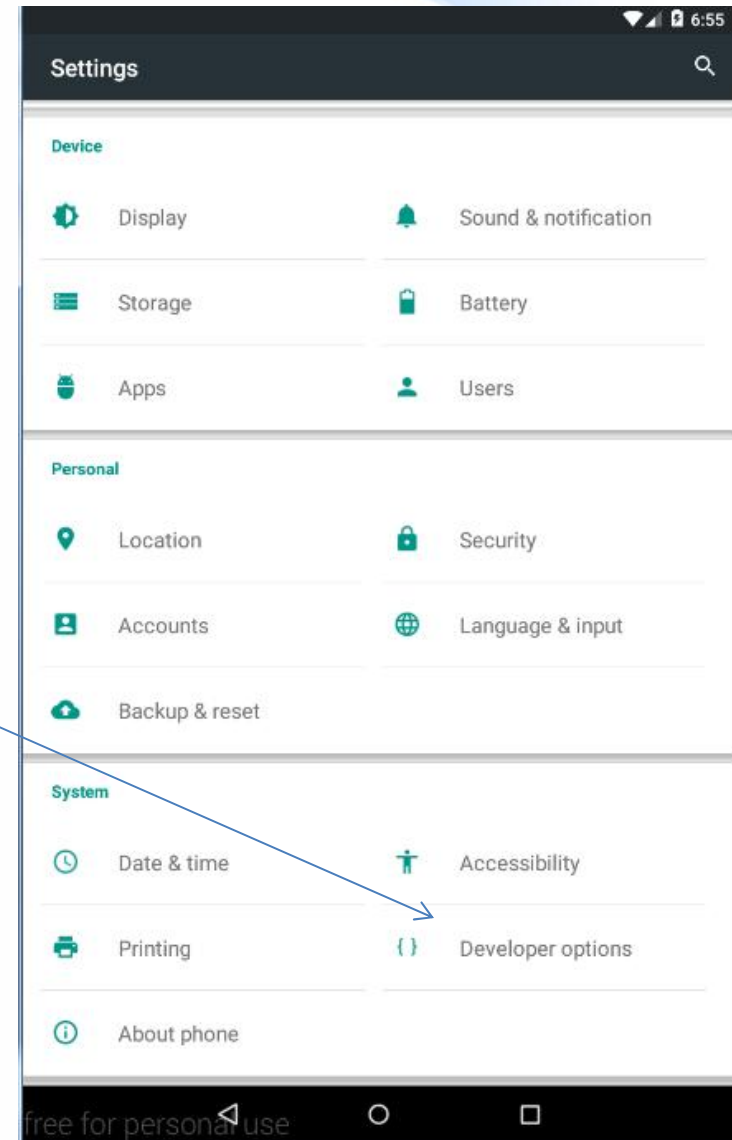 6:55
Settings
Device
Display
Sound & notification
Storage
Battery
Apps
Users
Personal
Location
Security
Accounts
Language & input
Backup & reset
System
Date & time
Accessibility
Printing
{ } Developer options
About phone
free for personal use